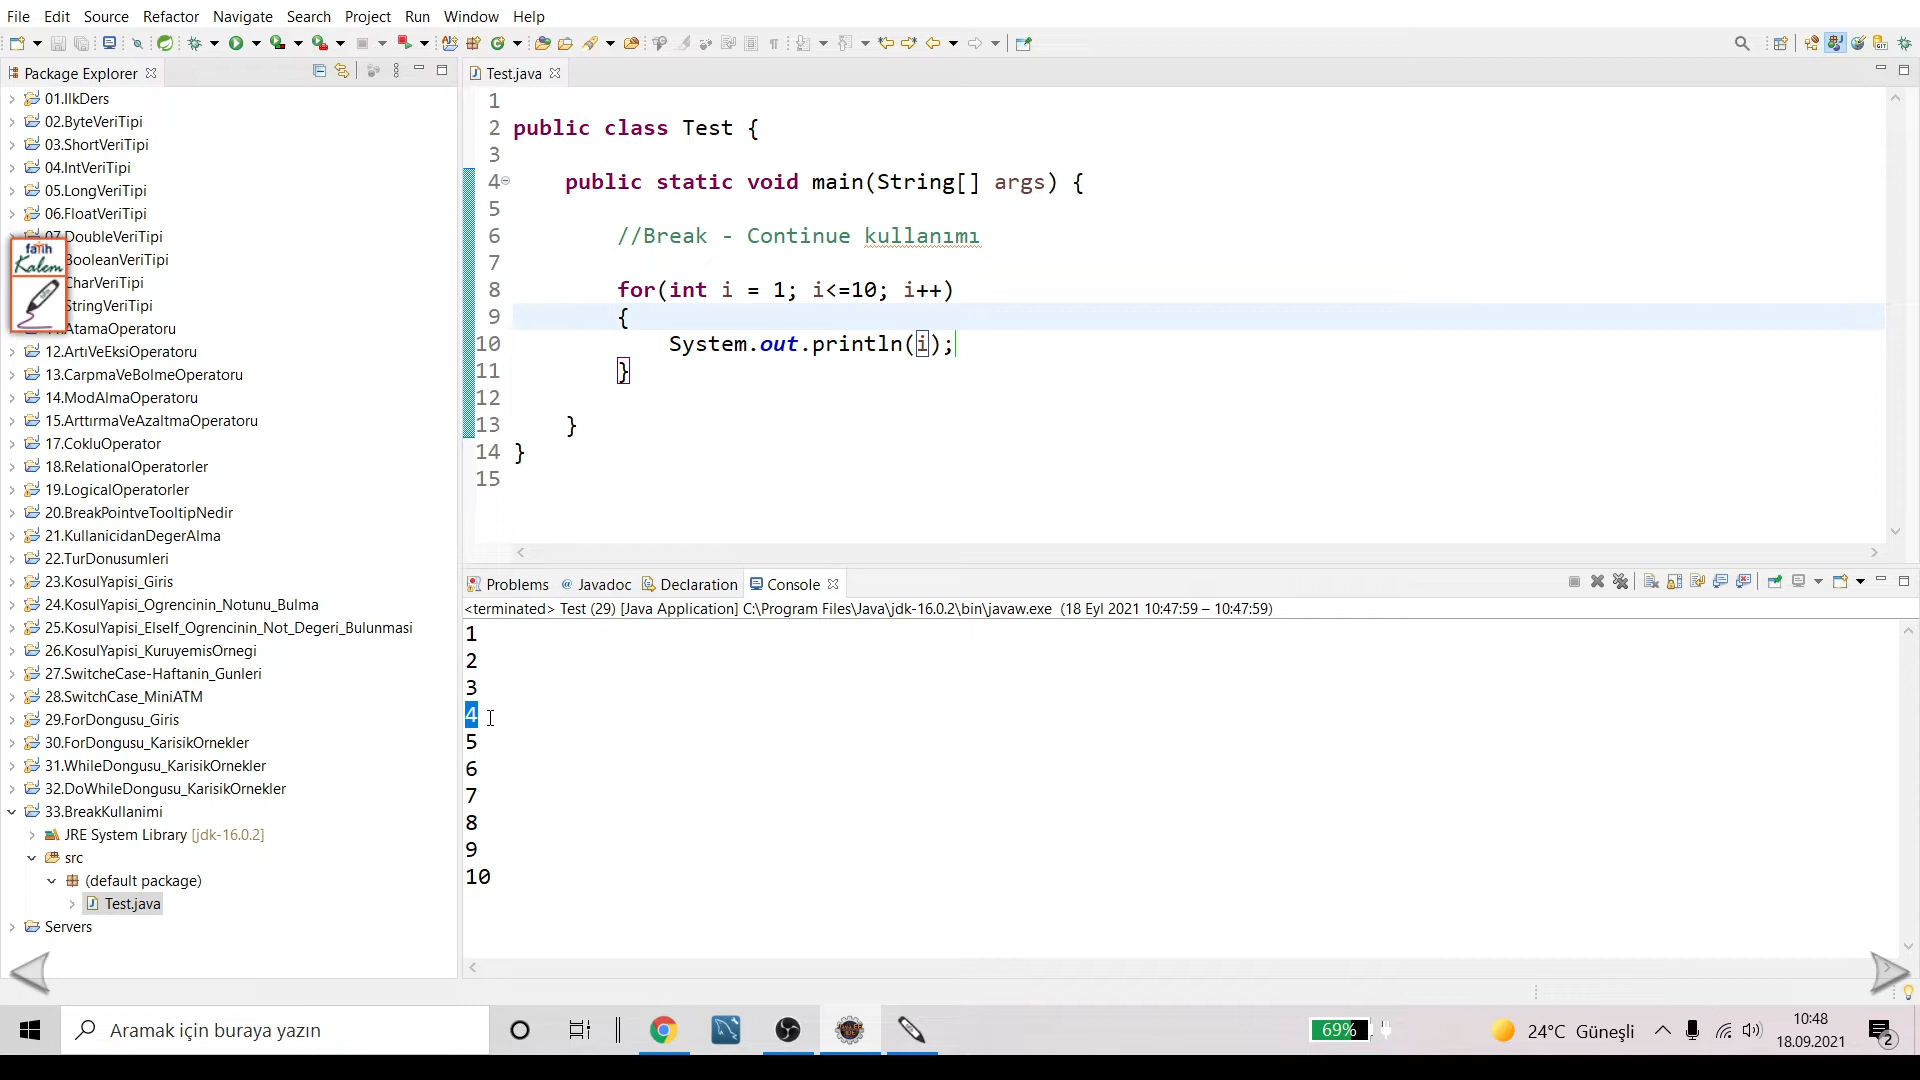 File Edit Source Refactor Navigate Search Project Run Window Help
Package Explorer
Test.java
01.IlkDers
02.ByteVeriTipi
03.ShortVeriTipi
04.IntVeriTipi
05.LongVeriTipi
06.FloatVeriTipi
07.DoubleVeriTipi
BooleanVeriTipi
CharVeriTipi
StringVeriTipi
AtamaOperatoru
12.ArtıVeEksiOperatoru
13.CarpmaVeBolmeOperatoru
14.ModAlmaOperatoru
15.ArttırmaVeAzaltmaOperatoru
17.CokluOperator
18.RelationalOperatorler
19.LogicalOperatorler
20.BreakPointveTooltipNedir
21.KullanicidanDegerAlma
22.TurDonusumleri
23.KosulYapisi_Giris
24.KosulYapisi_Ogrencinin_Notunu_Bulma
25.KosulYapisi_ElseIf_Ogrencinin_Not_Degeri_Bulunmasi
26.KosulYapisi_KuruyemisOrnegi
27.SwitcheCase-Haftanin_Gunleri
28.SwitchCase_MiniATM
29.ForDongusu_Giris
30.ForDongusu_KarisikOrnekler
31.WhileDongusu_KarisikOrnekler
32.DoWhileDongusu_KarisikOrnekler
33.BreakKullanimi
JRE System Library [jdk-16.0.2]
src
(default package)
Test.java
Servers
fatih
Kalem
1
2 public class Test {
3
4 public static void main(String[] args) {
5
6 //Break - Continue kullanımı
7
8 for(int i = 1; i<=10; i++)
9 {
10 System.out.println(i);
11 }
12
13 }
14 }
15
Problems @ Javadoc Declaration Console
<terminated> Test (29) [Java Application] C:\Program Files\Java\jdk-16.0.2\bin\javaw.exe (18 Eyl 2021 10:47:59 – 10:47:59)
1
2
3
4
5
6
7
8
9
10
Aramak için buraya yazın
69%
24°C Güneşli
10:48
18.09.2021
2